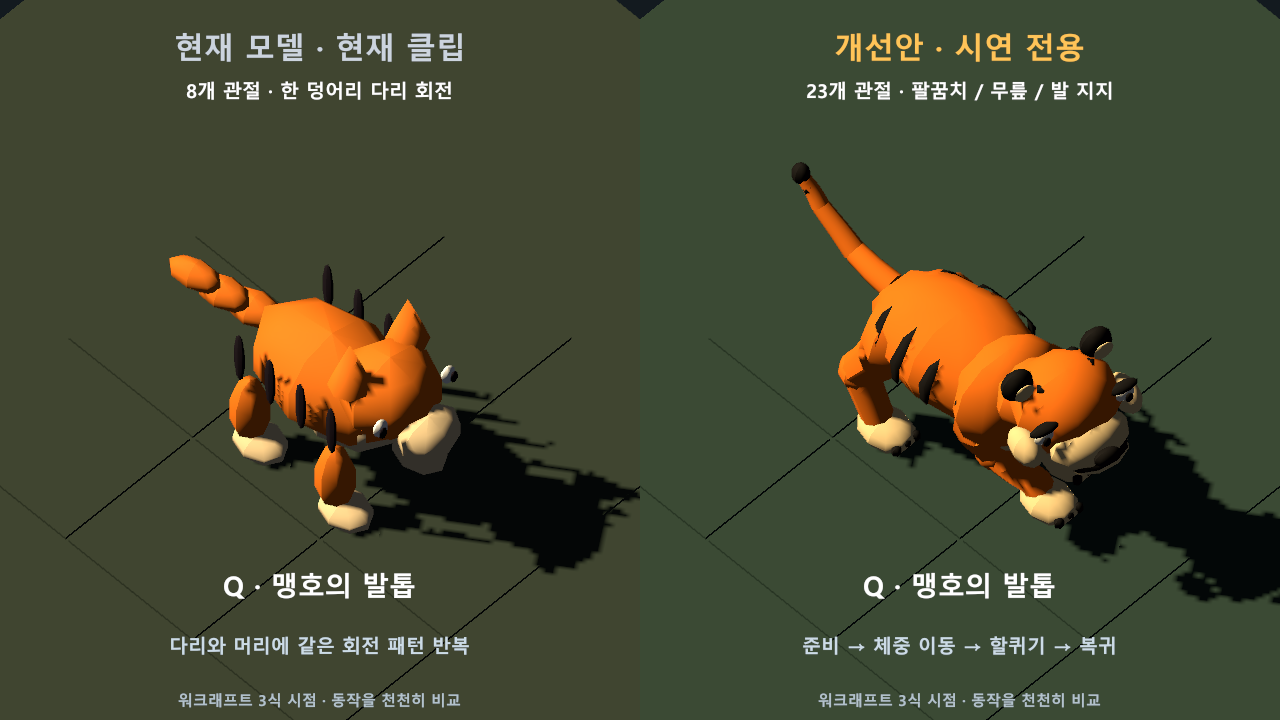 현재 모델 · 현재 클립
8개 관절 · 한 덩어리 다리 회전
Q · 맹호의 발톱
다리와 머리에 같은 회전 패턴 반복
워크래프트 3식 시점 · 동작을 천천히 비교
개선안 · 시연 전용
23개 관절 · 팔꿈치 / 무릎 / 발 지지
Q · 맹호의 발톱
준비 → 체중 이동 → 할퀴기 → 복귀
워크래프트 3식 시점 · 동작을 천천히 비교